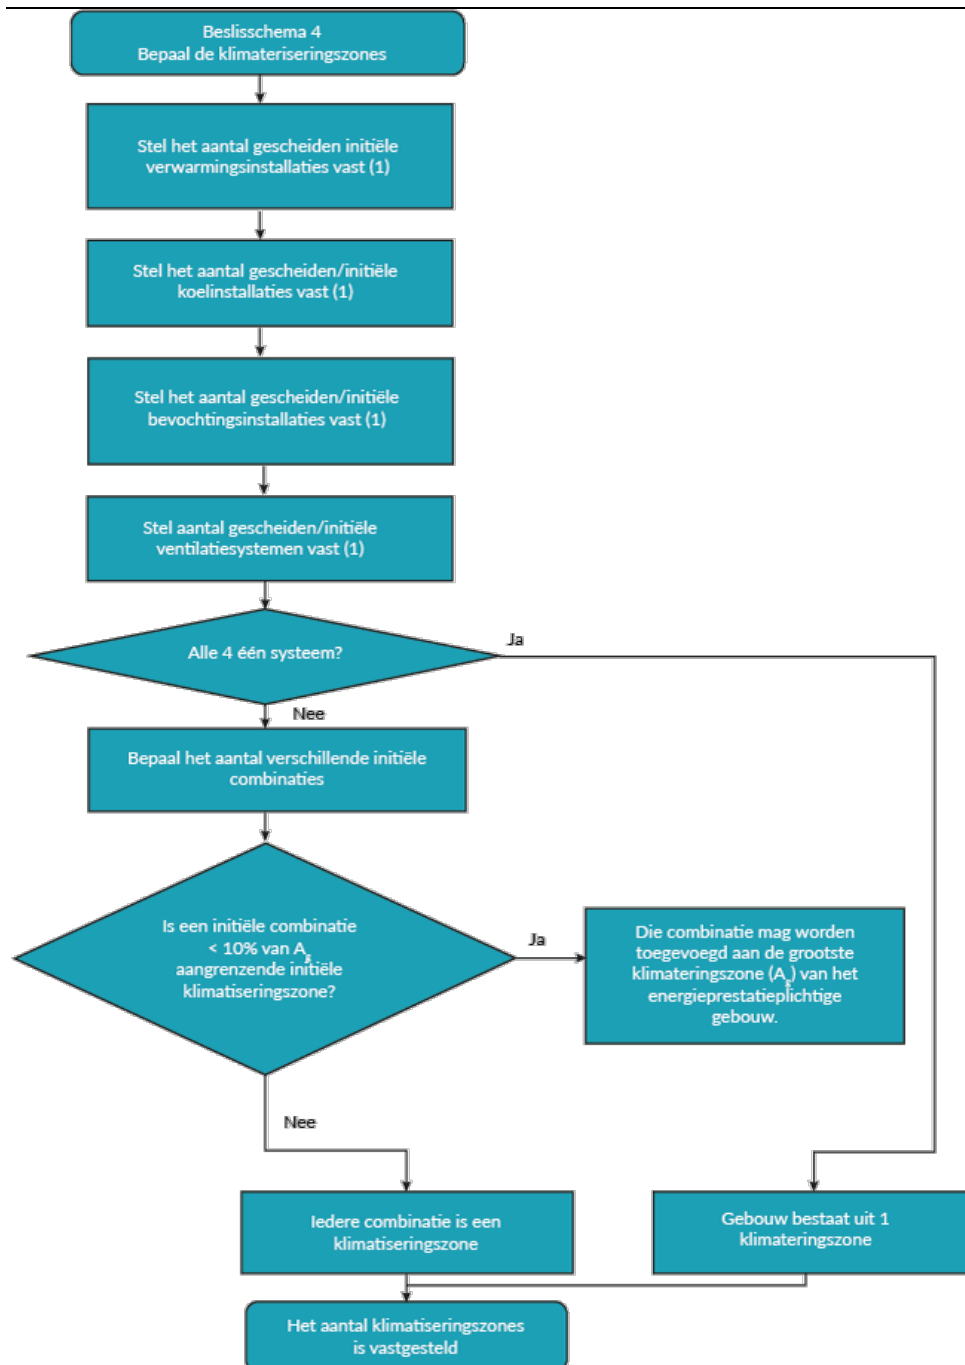 Beslisschema 4
Bepaal de klimateriseringszones
Stel het aantal gescheiden initiële
verwarmingsinstallaties vast (1)
Stel het aantal gescheiden/initiële
koelinstallaties vast (1)
Stel het aantal gescheiden/initiële
bevochtingsinstallaties vast (1)
Stel aantal gescheiden/initiële
ventilatiesystemen vast (1)
Alle 4 één systeem?
Ja
Nee
Bepaal het aantal verschillende initiële
combinaties
Is een initiële combinatie
< 10% van Ag
aangrenzende initiële
klimatiseringzone?
Ja
Die combinatie mag worden
toegevoegd aan de grootste
klimateringszone (Ag) van het
energieprestatieplichtige
gebouw.
Nee
Iedere combinatie is een
klimatiseringszone
Gebouw bestaat uit 1
klimateringszone
Het aantal klimatiseringszones
is vastgesteld